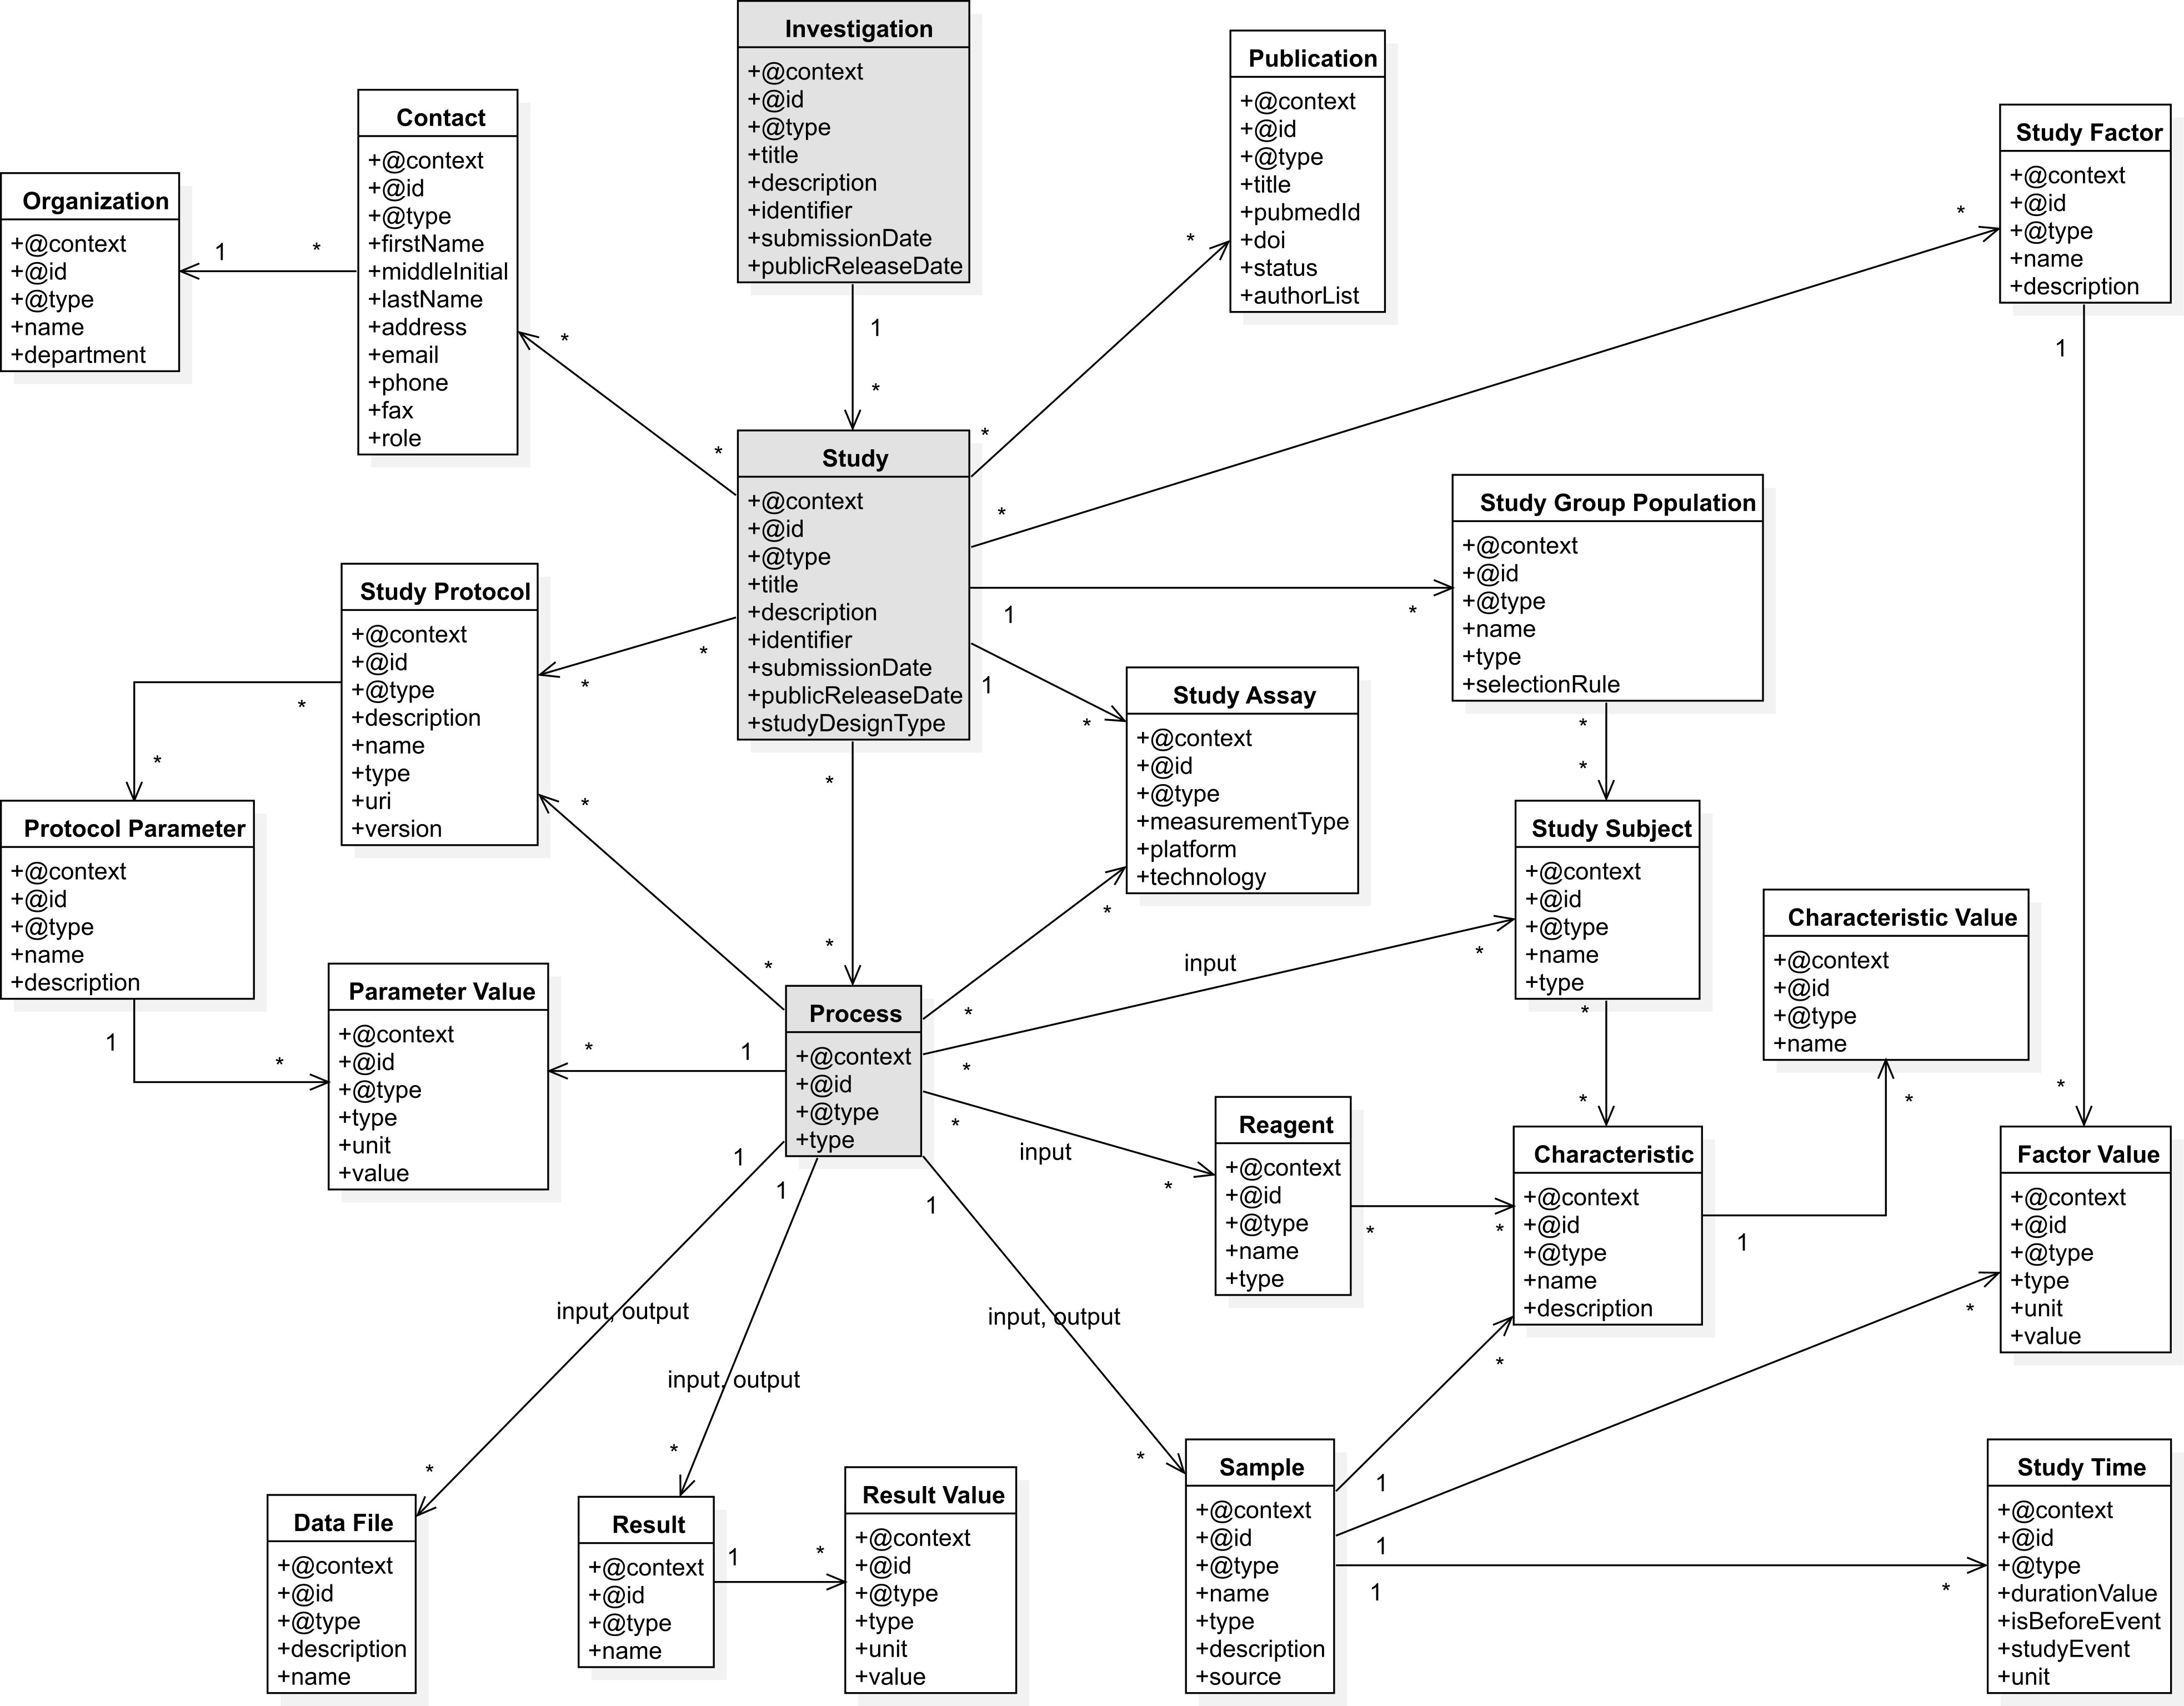 Investigation
+@context
+@id
+@type
+title
+description
+identifier
+submissionDate
+publicReleaseDate
1
*
Publication
+@context
+@id
+@type
+title
+pubmedId
+doi
+status
+authorList
*
*
Contact
+@context
+@id
+@type
+firstName
+middleInitial
+lastName
+address
+email
+phone
+fax
+role
*
*
Organization
+@context
+@id
+@type
+name
+department
1
*
Study Factor
+@context
+@id
+@type
+name
+description
*
*
1
*
Study
+@context
+@id
+@type
+title
+description
+identifier
+submissionDate
+publicReleaseDate
+studyDesignType
*
*
Study Group Population
+@context
+@id
+@type
+name
+type
+selectionRule
1
*
*
*
Study Protocol
+@context
+@id
+@type
+description
+name
+type
+uri
+version
*
*
*
*
*
*
Study Assay
+@context
+@id
+@type
+measurementType
+platform
+technology
1
*
*
*
Protocol Parameter
+@context
+@id
+@type
+name
+description
1
*
Study Subject
+@context
+@id
+@type
+name
+type
input
*
*
*
*
Characteristic Value
+@context
+@id
+@type
+name
1
*
Parameter Value
+@context
+@id
+@type
+type
+unit
+value
*
1
Process
+@context
+@id
+@type
+type
Reagent
+@context
+@id
+@type
+name
+type
*
input
*
*
*
Characteristic
+@context
+@id
+@type
+name
+description
Factor Value
+@context
+@id
+@type
+type
+unit
+value
1
input, output
*
1
input, output
*
1
input, output
*
Data File
+@context
+@id
+@type
+description
+name
Result
+@context
+@id
+@type
+name
1
*
Result Value
+@context
+@id
+@type
+type
+unit
+value
Sample
+@context
+@id
+@type
+name
+type
+description
+source
1
*
1
*
1
*
Study Time
+@context
+@id
+@type
+durationValue
+isBeforeEvent
+studyEvent
+unit